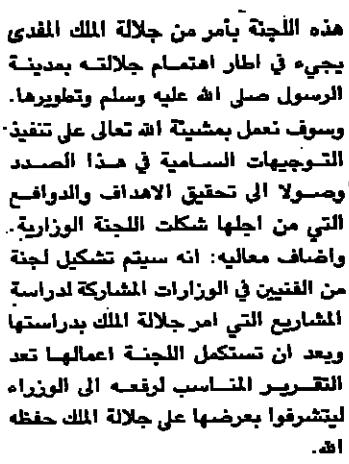 هذه اللجنة بأمر من جلالة الملك المفدى
يجيء في اطار اهتمام جلالته بمدينة
الرسول صلى الله عليه وسلم وتطويرها.
وسوف نعمل بمشيئة الله تعالى على تنفيذ
التوجيهات السامية في هذا الصدد
وصولا الى تحقيق الاهداف والدوافع
التي من اجلها شكلت اللجنة الوزارية.
واضاف معاليه: انه سيتم تشكيل لجنة
من الفنيين في الوزارات المشاركة لدراسة
المشاريع التي امر جلالة الملك بدراستها
وبعد ان تستكمل اللجنة اعمالها تعد
التقرير المناسب لرفعه الى الوزراء
ليتشرفوا بعرضها على جلالة الملك حفظه
الله.